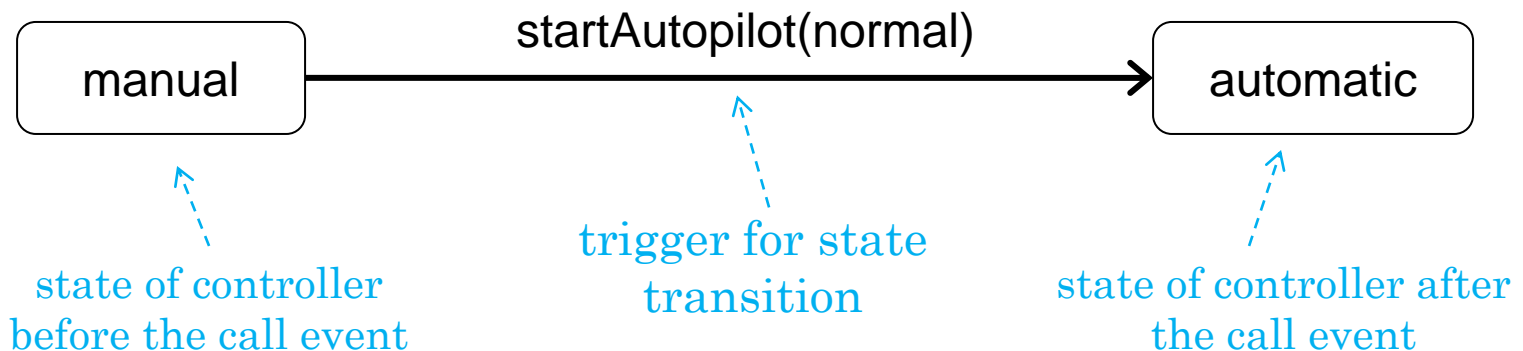 startAutopilot(normal)
manual
automatic
trigger for state
transition
state of controller
before the call event
state of controller after
the call event